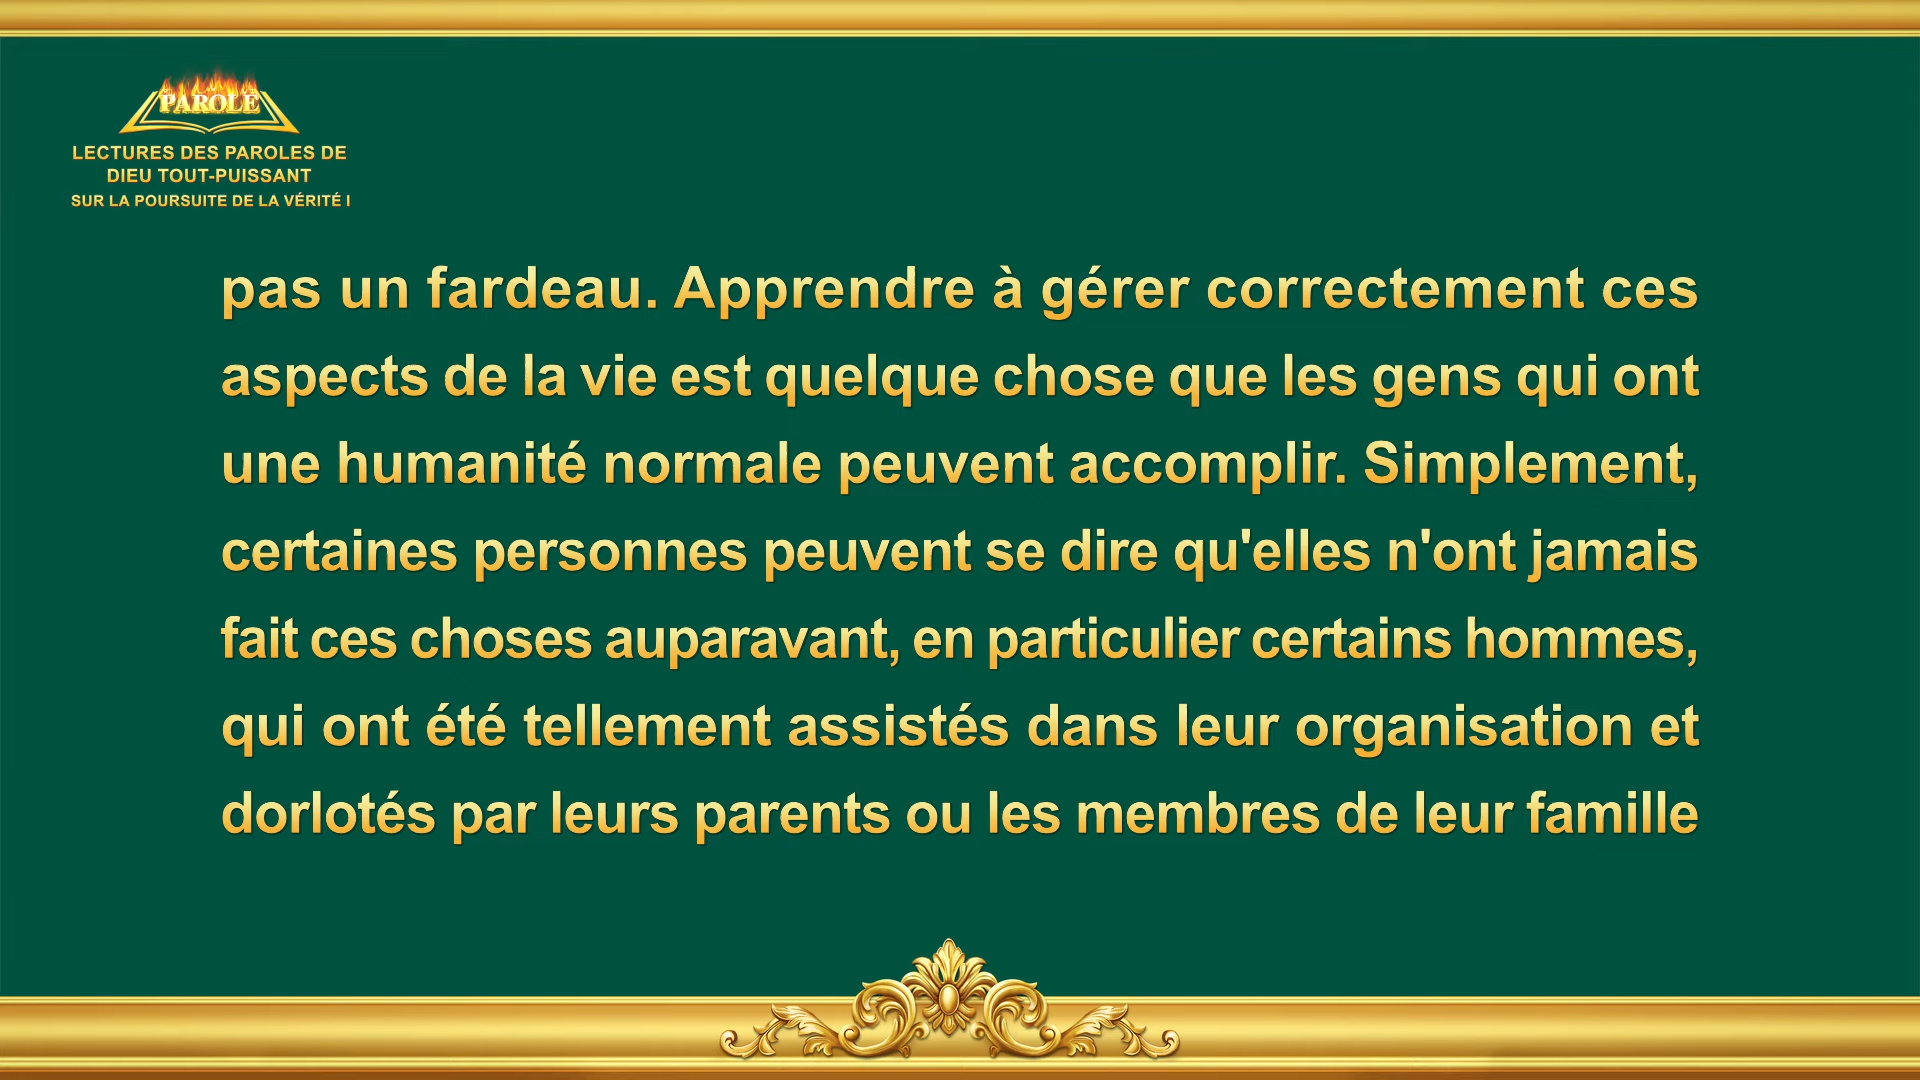 PAROLE
LECTURES DES PAROLES DE
DIEU TOUT-PUISSANT
SUR LA POURSUITE DE LA VÉRITÉ I
pas un fardeau. Apprendre à gérer correctement ces
aspects de la vie est quelque chose que les gens qui ont
une humanité normale peuvent accomplir. Simplement,
certaines personnes peuvent se dire qu'elles n'ont jamais
fait ces choses auparavant, en particulier certains hommes,
qui ont été tellement assistés dans leur organisation et
dorlotés par leurs parents ou les membres de leur famille